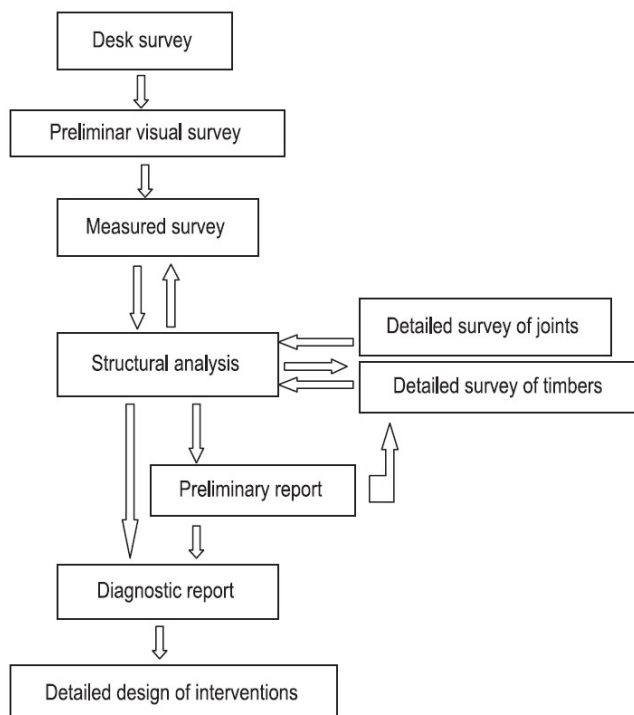 Desk survey
Preliminar visual survey
Measured survey
Detailed survey of joints
Structural analysis
Detailed survey of timbers
Preliminary report
Diagnostic report
Detailed design of interventions